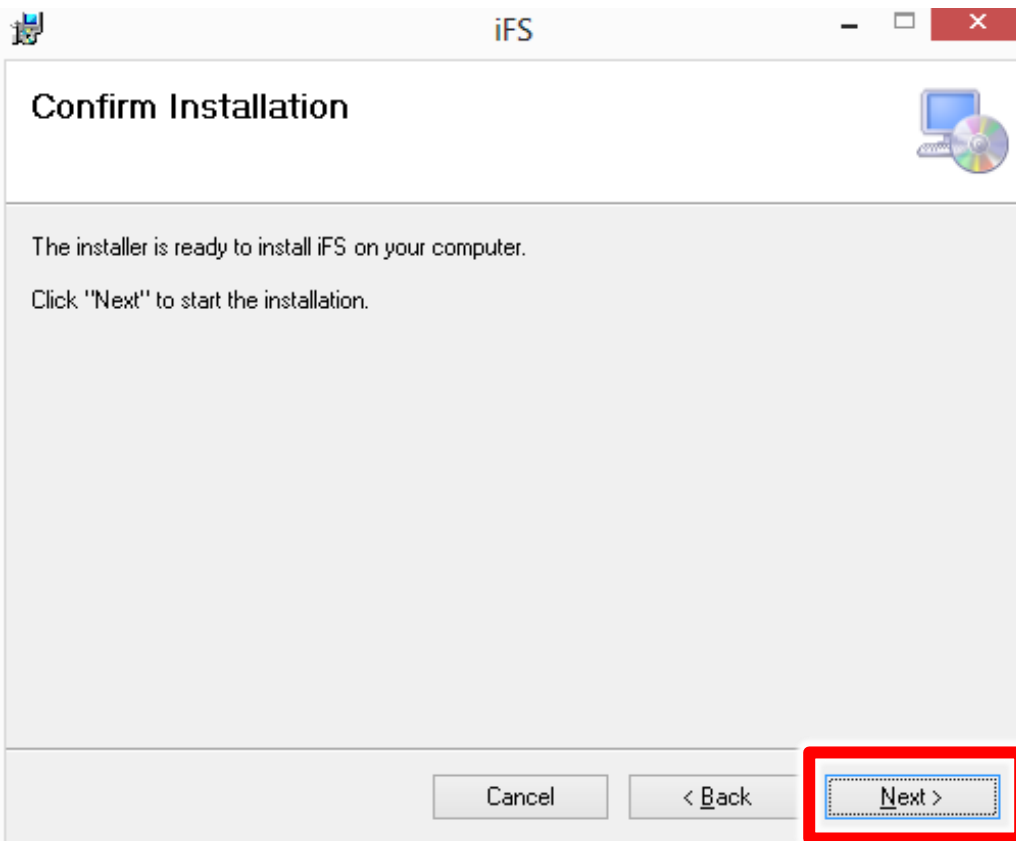 iFS
Confirm Installation
The installer is ready to install iFS on your computer.
Click "Next" to start the installation.
Cancel
< Back
Next >